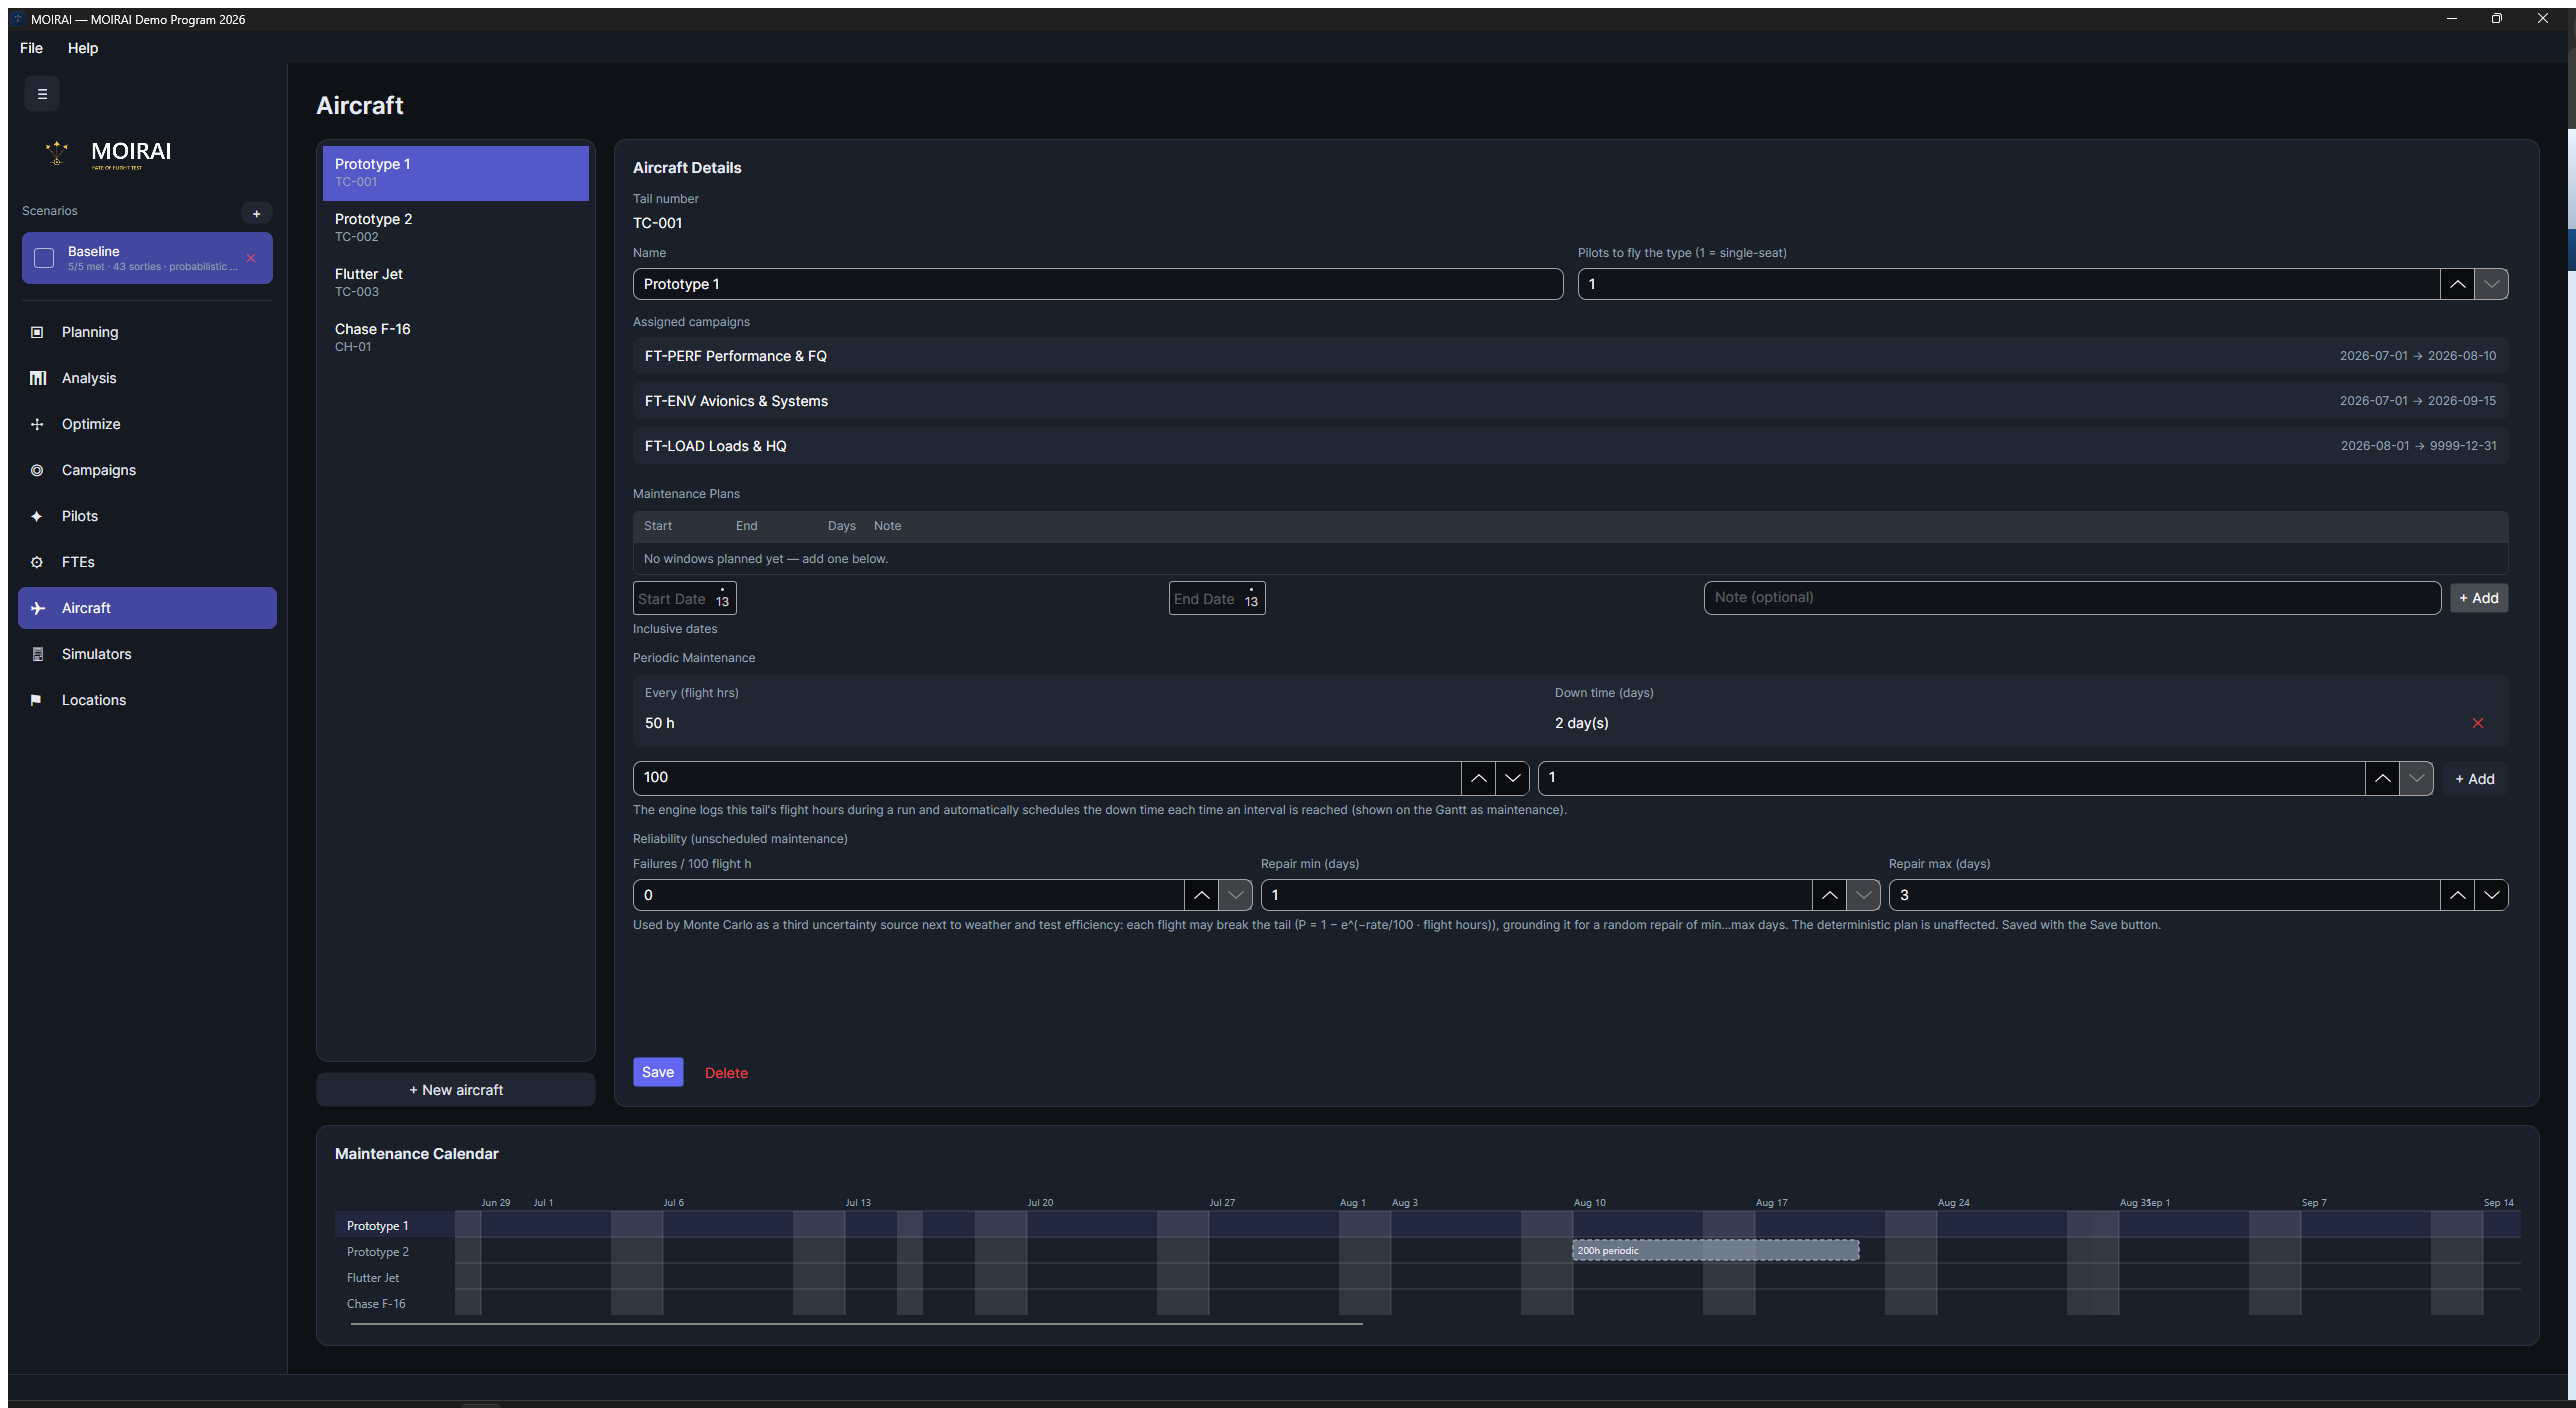 MOIRAI — MOIRAI Demo Program 2026
File Help
MOIRAI
FATE OF FLIGHT TEST
Scenarios +
Baseline
5/5 met · 43 sorties · probabilistic ...
Planning
Analysis
Optimize
Campaigns
Pilots
FTEs
Aircraft
Simulators
Locations
Aircraft
Prototype 1
TC-001
Prototype 2
TC-002
Flutter Jet
TC-003
Chase F-16
CH-01
+ New aircraft
Aircraft Details
Tail number
TC-001
Name Pilots to fly the type (1 = single-seat)
Prototype 1 1
Assigned campaigns
FT-PERF Performance & FQ 2026-07-01 → 2026-08-10
FT-ENV Avionics & Systems 2026-07-01 → 2026-09-15
FT-LOAD Loads & HQ 2026-08-01 → 9999-12-31
Maintenance Plans
Start End Days Note
No windows planned yet — add one below.
Start Date 13 End Date 13 Note (optional) + Add
Inclusive dates
Periodic Maintenance
Every (flight hrs) Down time (days)
50 h 2 day(s)
100 1 + Add
The engine logs this tail's flight hours during a run and automatically schedules the down time each time an interval is reached (shown on the Gantt as maintenance).
Reliability (unscheduled maintenance)
Failures / 100 flight h Repair min (days) Repair max (days)
0 1 3
Used by Monte Carlo as a third uncertainty source next to weather and test efficiency: each flight may break the tail (P = 1 − e^(−rate/100 · flight hours)), grounding it for a random repair of min...max days. The deterministic plan is unaffected. Saved with the Save button.
Save Delete
Maintenance Calendar
Jun 29 Jul 1 Jul 6 Jul 13 Jul 20 Jul 27 Aug 1 Aug 3 Aug 10 Aug 17 Aug 24 Aug 31 Sep 1 Sep 7 Sep 14
Prototype 1
Prototype 2 200h periodic
Flutter Jet
Chase F-16